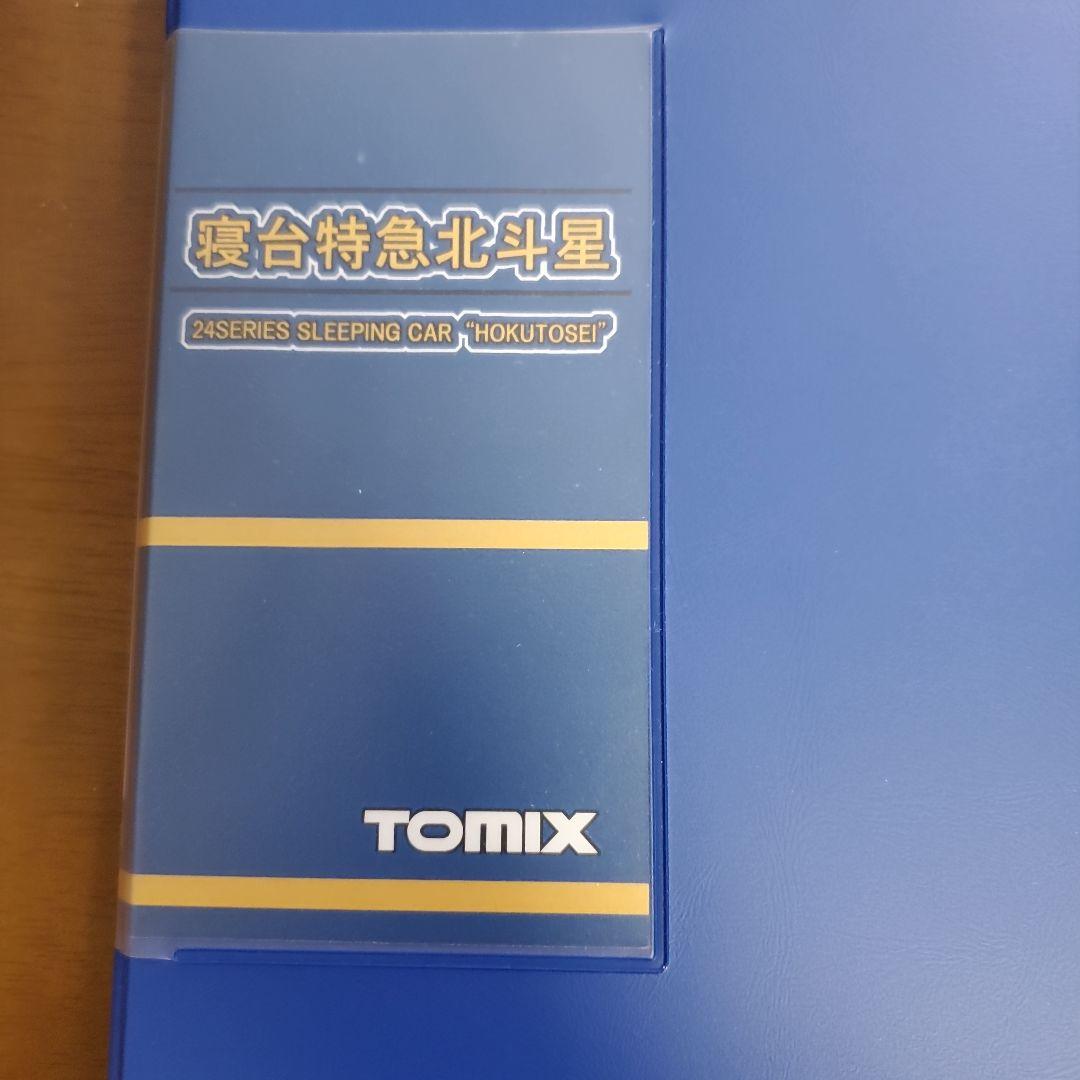 寝台特急北斗星
24SERIES SLEEPING CAR “HOKUTOSEI”
TOMIX